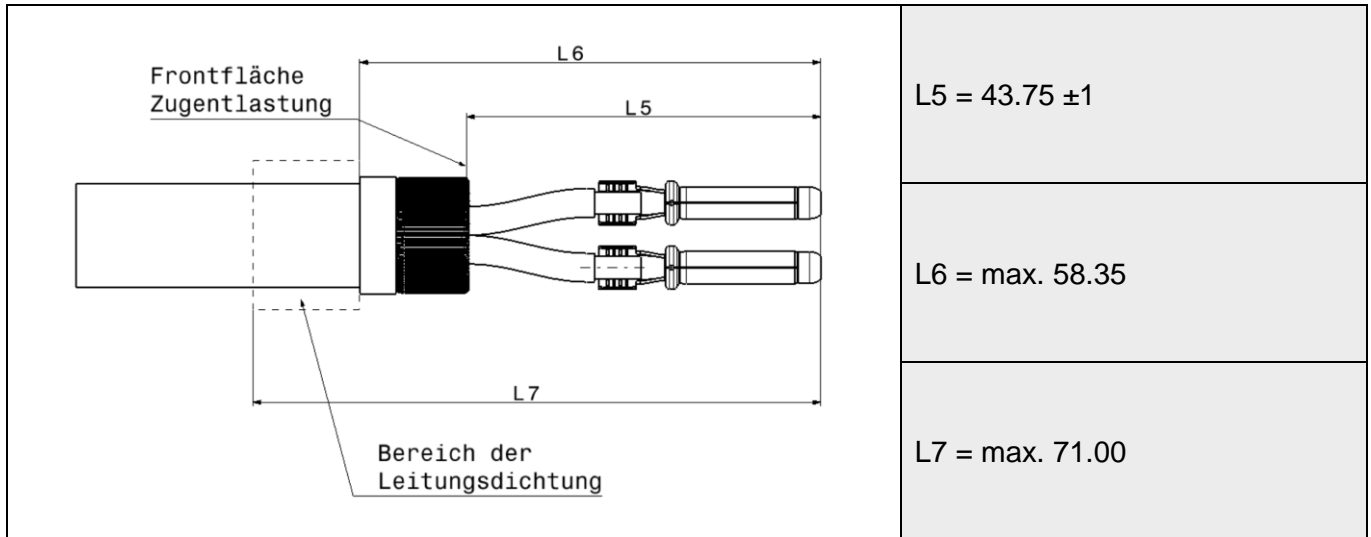 L6
Frontfläche
Zugentlastung
L5
L7
Bereich der
Leitungsdichtung
L5 = 43.75 ±1
L6 = max. 58.35
L7 = max. 71.00